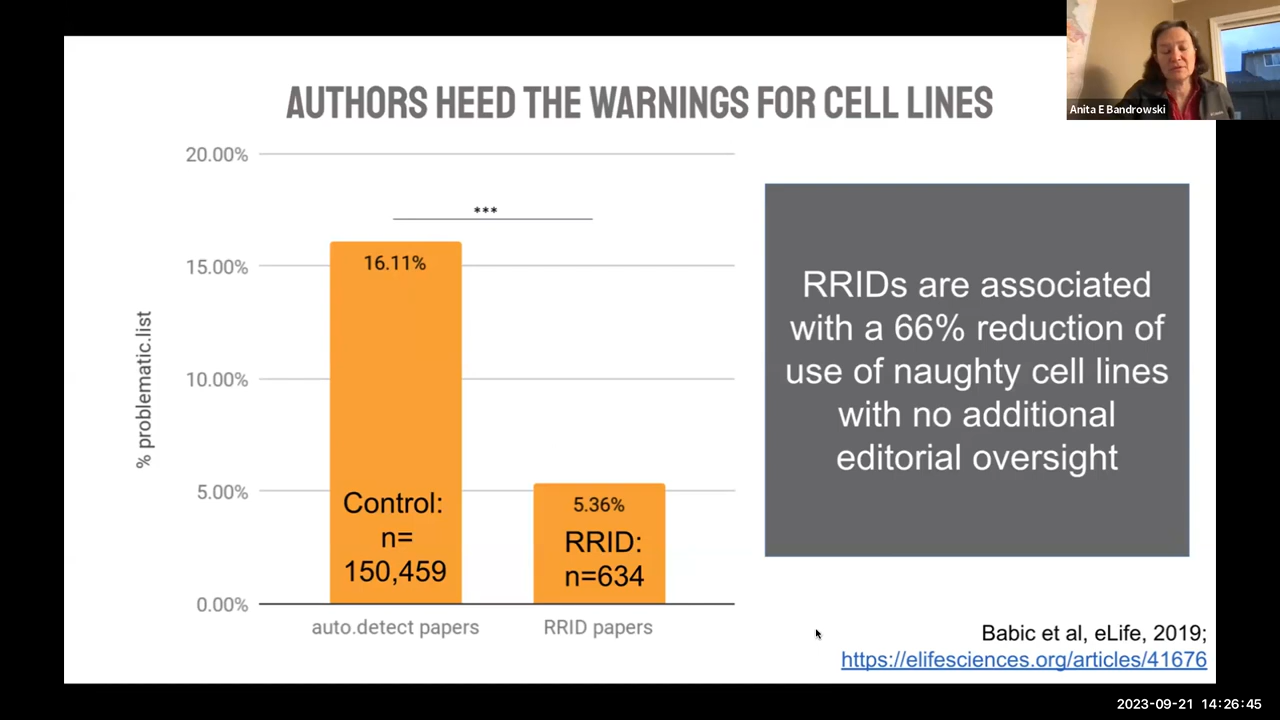 AUTHORS HEED THE WARNINGS FOR CELL LINES
Anita E Bandrowski
20.00%
15.00%
10.00%
5.00%
0.00%
% problematic.list
***
16.11%
Control:
n=
150,459
5.36%
RRID:
n=634
auto.detect papers
RRID papers
RRIDs are associated
with a 66% reduction of
use of naughty cell lines
with no additional
editorial oversight
Babic et al, eLife, 2019;
https://elifesciences.org/articles/41676
2023-09-21 14:26:45